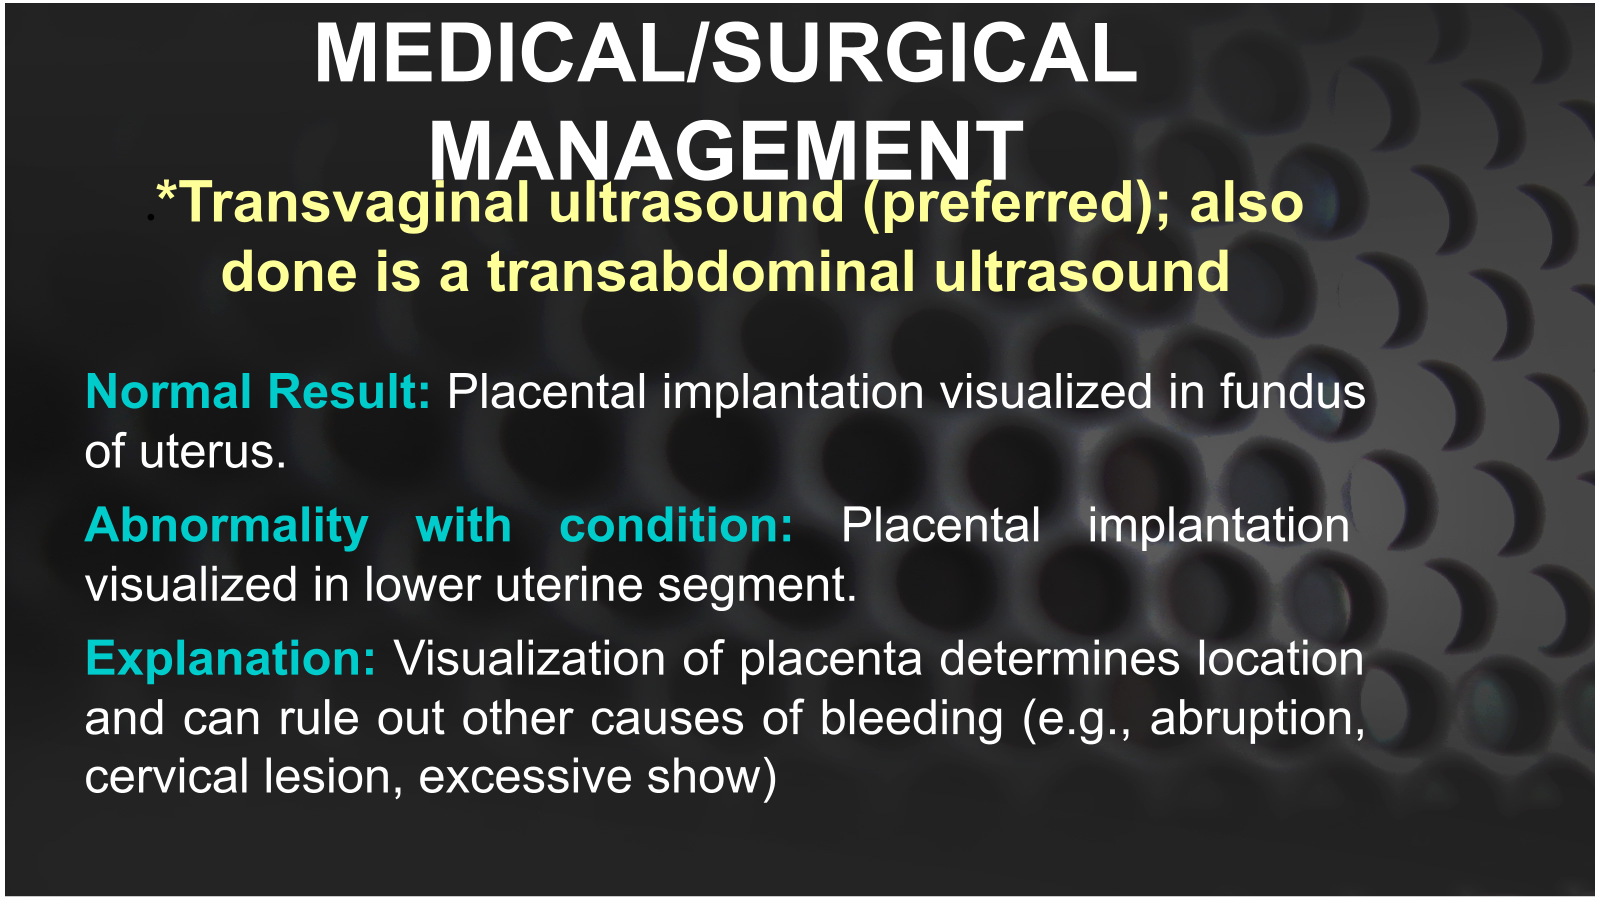 MEDICAL/SURGICAL
MANAGEMENT
.*Transvaginal ultrasound (preferred); also
done is a transabdominal ultrasound
Normal Result: Placental implantation visualized in fundus
of uterus.
Abnormality with condition: Placental implantation
visualized in lower uterine segment.
Explanation: Visualization of placenta determines location
and can rule out other causes of bleeding (e.g., abruption,
cervical lesion, excessive show)